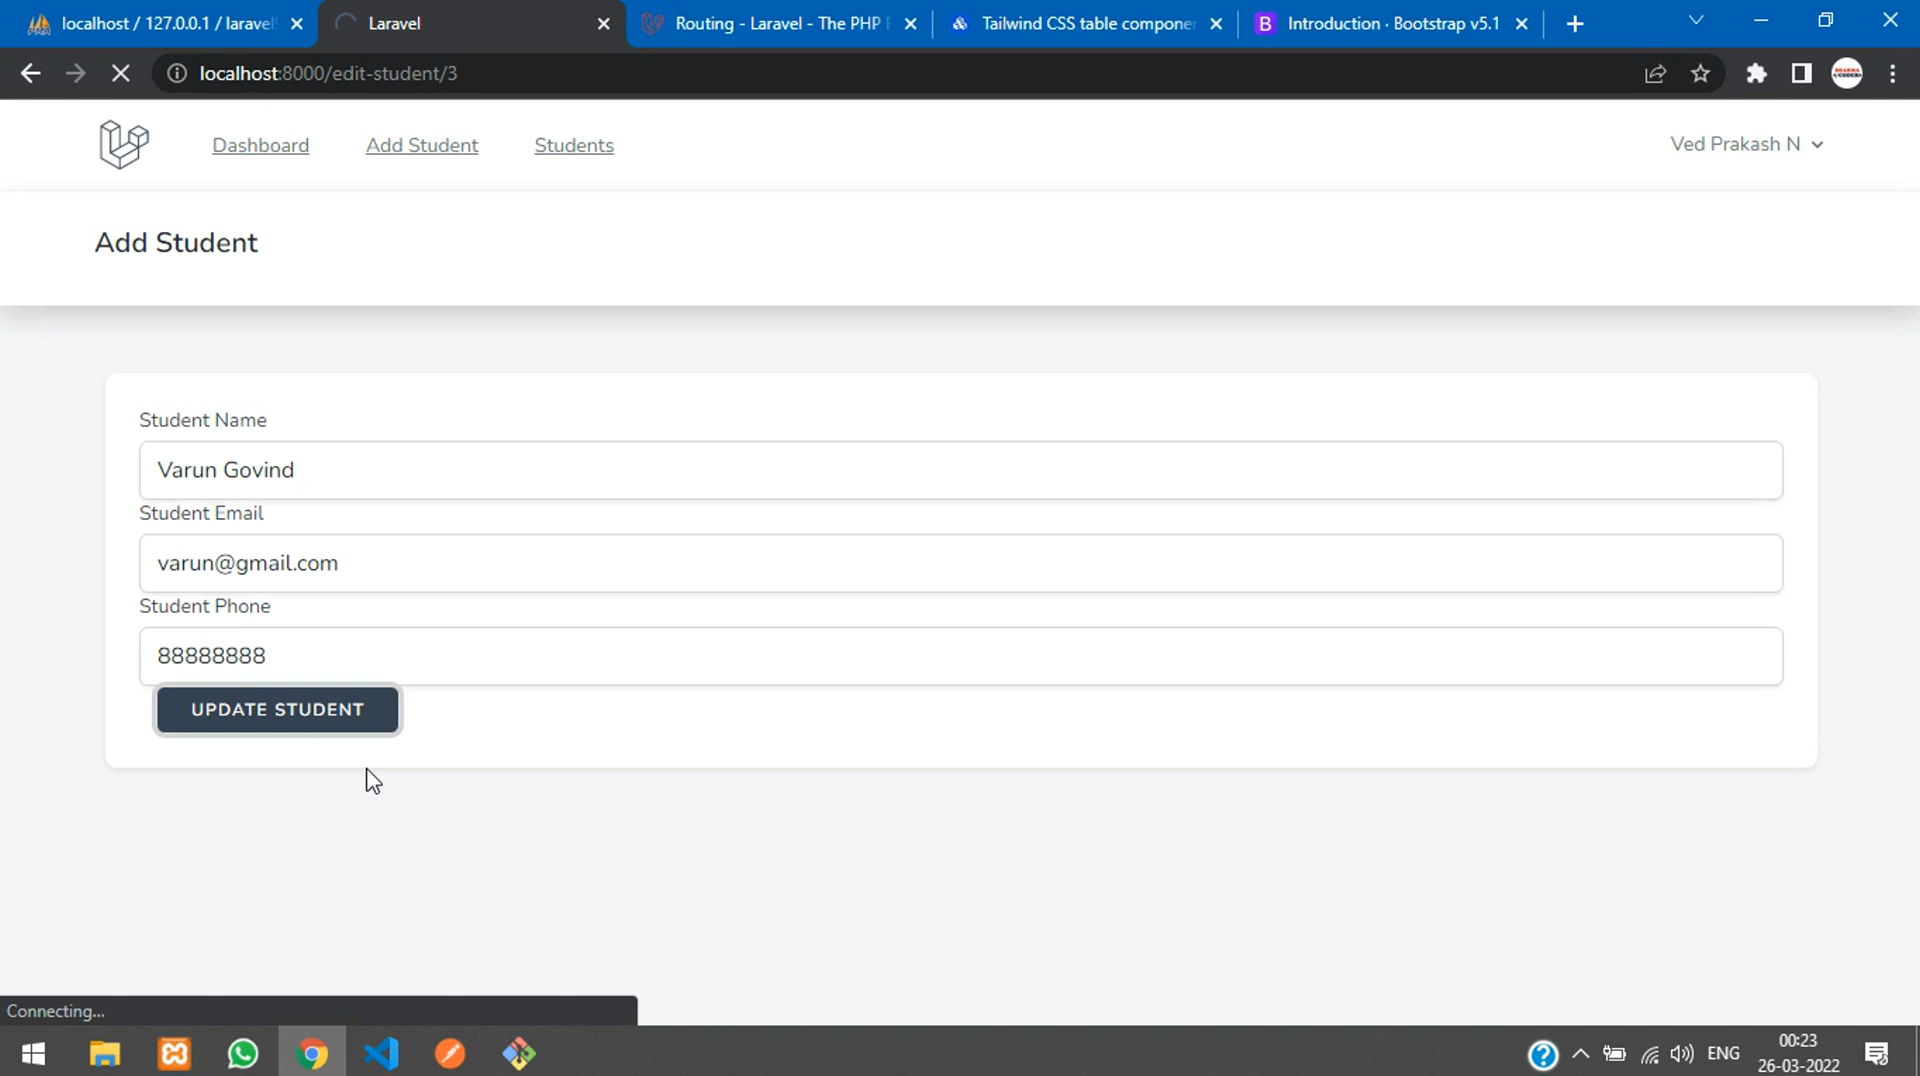 localhost / 127.0.0.1 / laravel
Laravel
Routing - Laravel - The PHP F
Tailwind CSS table componen
B Introduction · Bootstrap v5.1
localhost:8000/edit-student/3
Dashboard
Add Student
Students
Ved Prakash N
Add Student
Student Name
Varun Govind
Student Email
varun@gmail.com
Student Phone
88888888
UPDATE STUDENT
Connecting...
ENG
00:23
26-03-2022